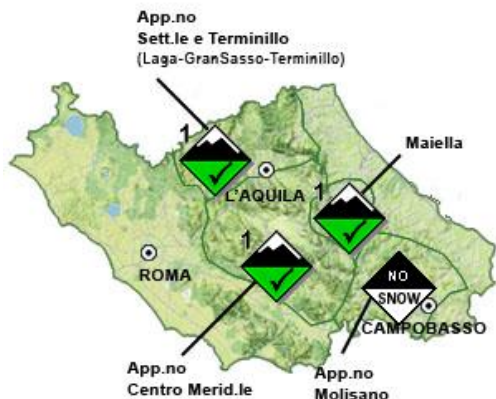 App.no
Sett.le e Terminillo
(Laga-GranSasso-Terminillo)
Maiella
1
L'AQUILA
1
1
ROMA
NO
SNOW
CAMPOBASSO
App.no
Centro Merid.le
App.no
Molisano